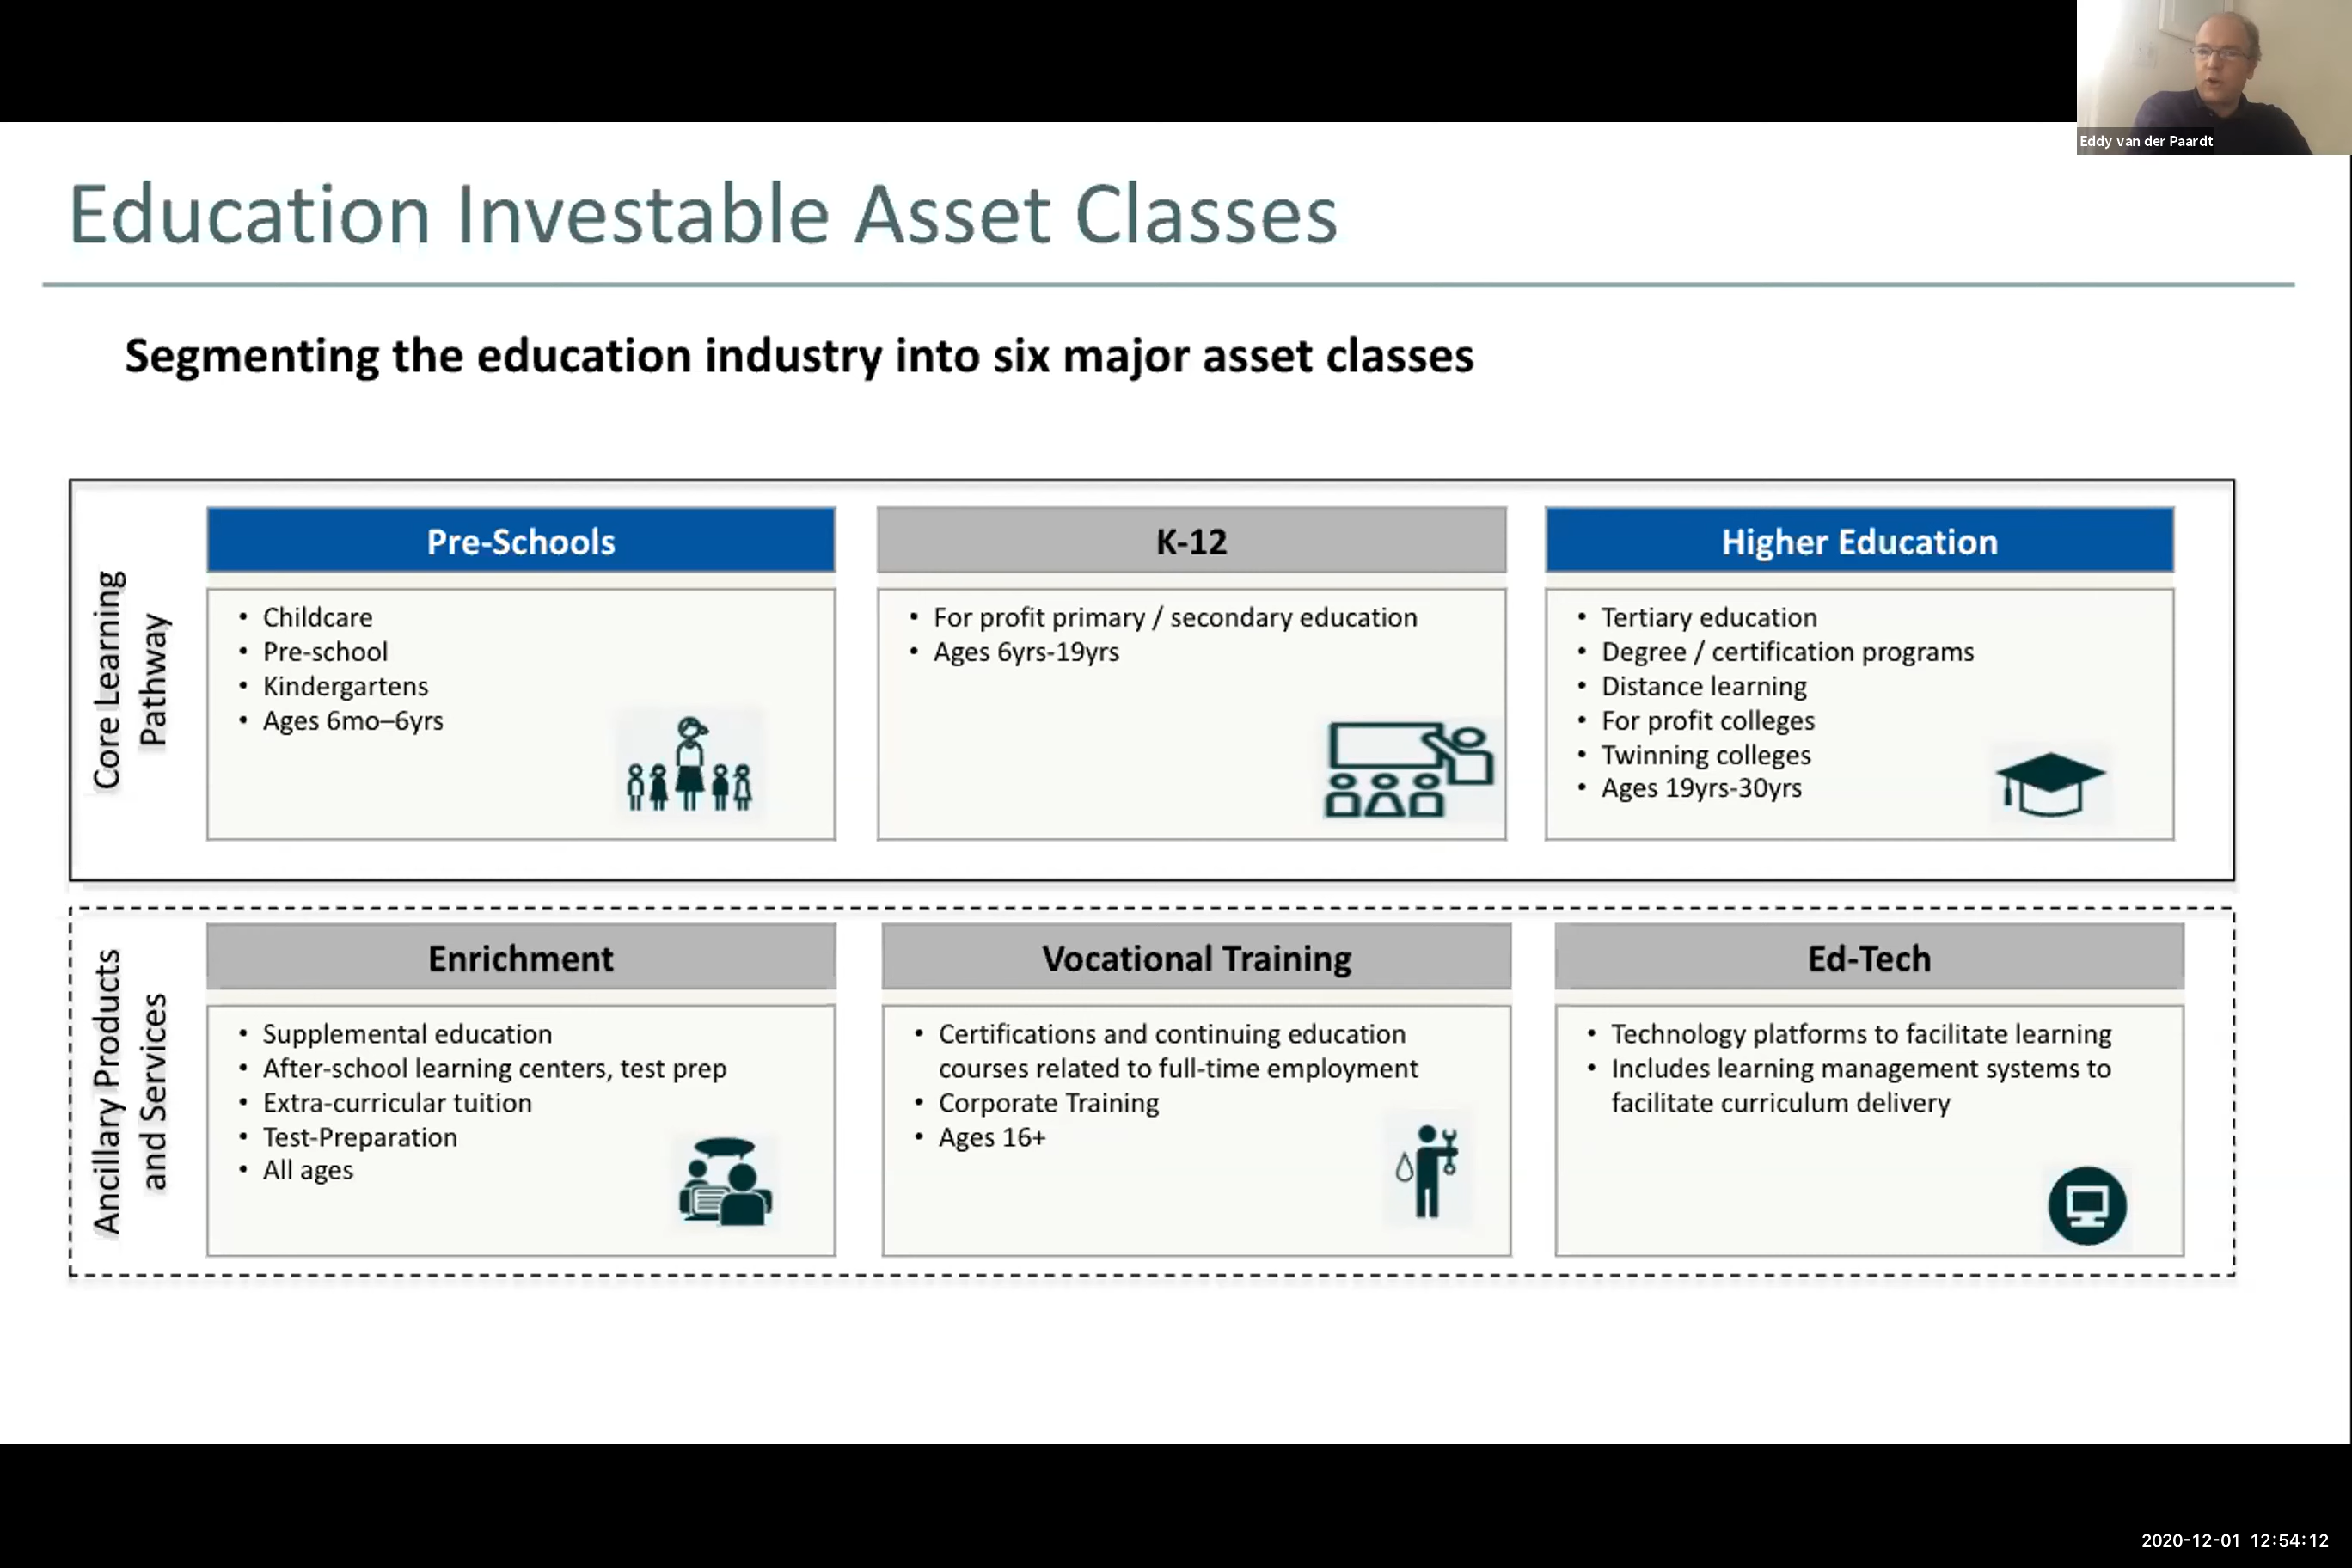 Eddy van der Paardt
Education Investable Asset Classes
Segmenting the education industry into six major asset classes
Core Learning
Pathway
Pre-Schools
• Childcare
• Pre-school
• Kindergartens
• Ages 6mo–6yrs
K-12
• For profit primary / secondary education
• Ages 6yrs-19yrs
Higher Education
• Tertiary education
• Degree / certification programs
• Distance learning
• For profit colleges
• Twinning colleges
• Ages 19yrs-30yrs
Ancillary Products
and Services
Enrichment
• Supplemental education
• After-school learning centers, test prep
• Extra-curricular tuition
• Test-Preparation
• All ages
Vocational Training
• Certifications and continuing education
courses related to full-time employment
• Corporate Training
• Ages 16+
Ed-Tech
• Technology platforms to facilitate learning
• Includes learning management systems to
facilitate curriculum delivery
2020-12-01 12:54:12